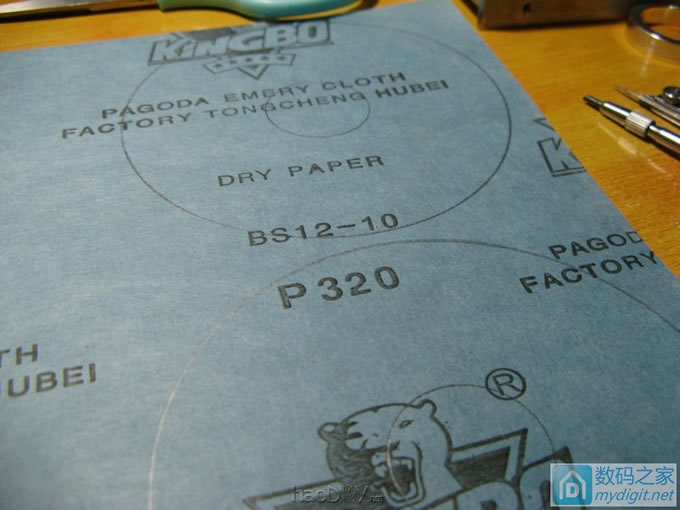 KINGBO
PAGODA EMERY CLOTH
FACTORY TONGCHENG HUBEI
DRY PAPER
BS12-10
P320
PAGOD
FACTORY
TH
HUBEI
®
数码之家
mydigit.net